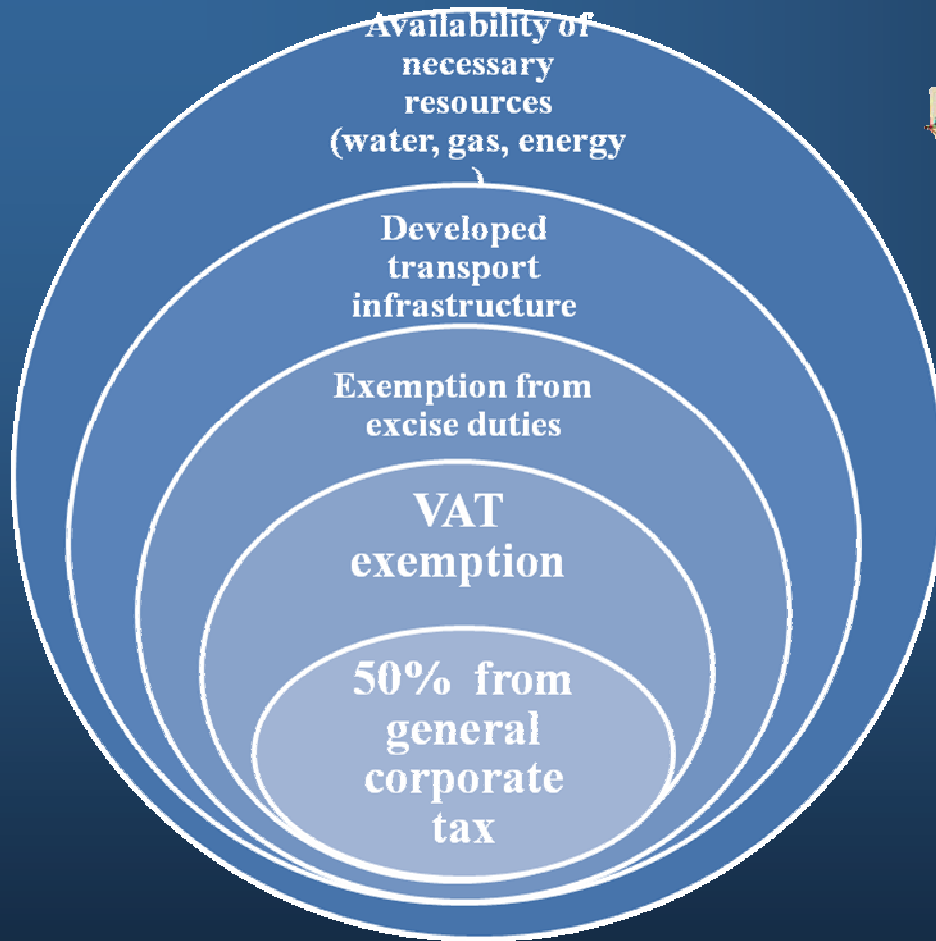 Availability of
necessary
resources
(water, gas, energy
)
Developed
transport
infrastructure
Exemption from
excise duties
VAT
exemption
50% from
general
corporate
tax